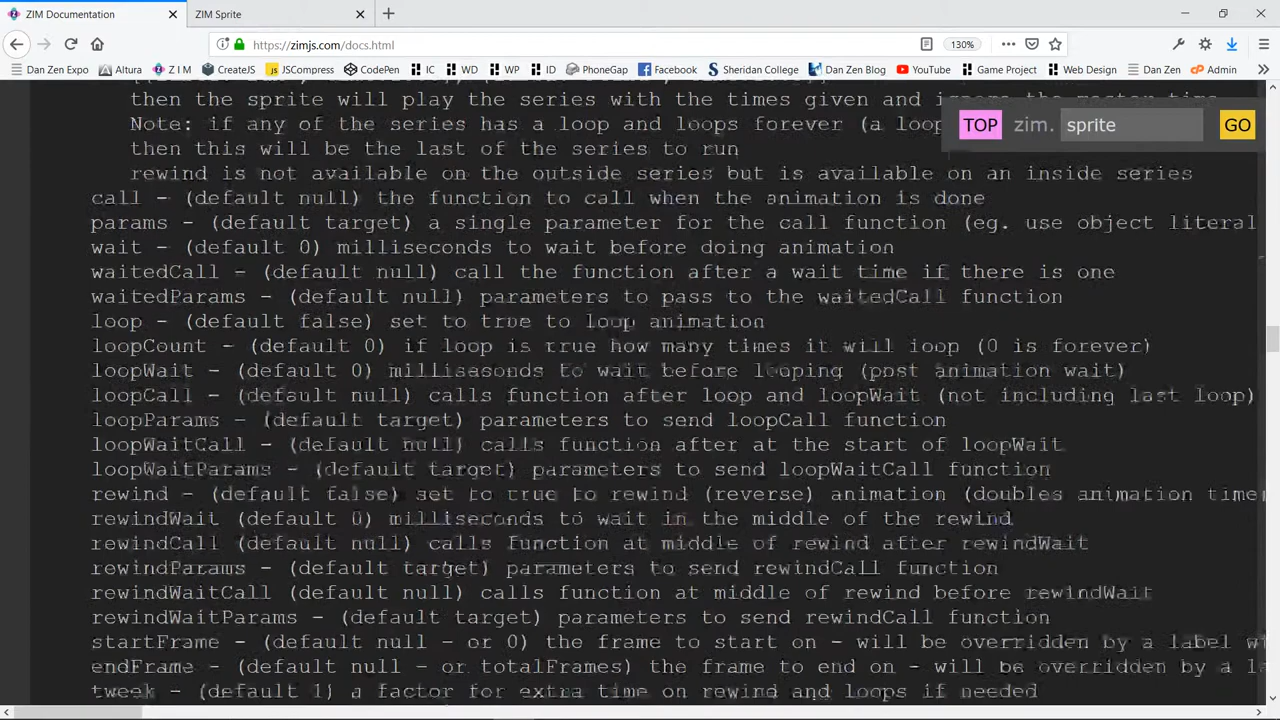 ZIM Documentation
ZIM Sprite
https://zimjs.com/docs.html
130%
Dan Zen Expo
Altura
Z I M
CreateJS
js JSCompress
CodePen
IC
WD
WP
ID
PhoneGap
Facebook
Sheridan College
Dan Zen Blog
YouTube
Game Project
Web Design
Dan Zen
Admin
then the sprite will play the series with the times given and ignore the master time
TOP zim. sprite GO
Note: if any of the series has a loop and loops forever (a loop
then this will be the last of the series to run
rewind is not available on the outside series but is available on an inside series
call - (default null) the function to call when the animation is done
params - (default target) a single parameter for the call function (eg. use object literal
wait - (default 0) milliseconds to wait before doing animation
waitedCall - (default null) call the function after a wait time if there is one
waitedParams - (default null) parameters to pass to the waitedCall function
loop - (default false) set to true to loop animation
loopCount - (default 0) if loop is true how many times it will loop (0 is forever)
loopWait - (default 0) milliseconds to wait before looping (post animation wait)
loopCall - (default null) calls function after loop and loopWait (not including last loop)
loopParams - (default target) parameters to send loopCall function
loopWaitCall - (default null) calls function after at the start of loopWait
loopWaitParams - (default target) parameters to send loopWaitCall function
rewind - (default false) set to true to rewind (reverse) animation (doubles animation time
rewindWait (default 0) milliseconds to wait in the middle of the rewind
rewindCall (default null) calls function at middle of rewind after rewindWait
rewindParams - (default target) parameters to send rewindCall function
rewindWaitCall (default null) calls function at middle of rewind before rewindWait
rewindWaitParams - (default target) parameters to send rewindCall function
startFrame - (default null - or 0) the frame to start on - will be overridden by a label wi
endFrame - (default null - or totalFrames) the frame to end on - will be overridden by a la
tweek - (default 1) a factor for extra time on rewind and loops if needed